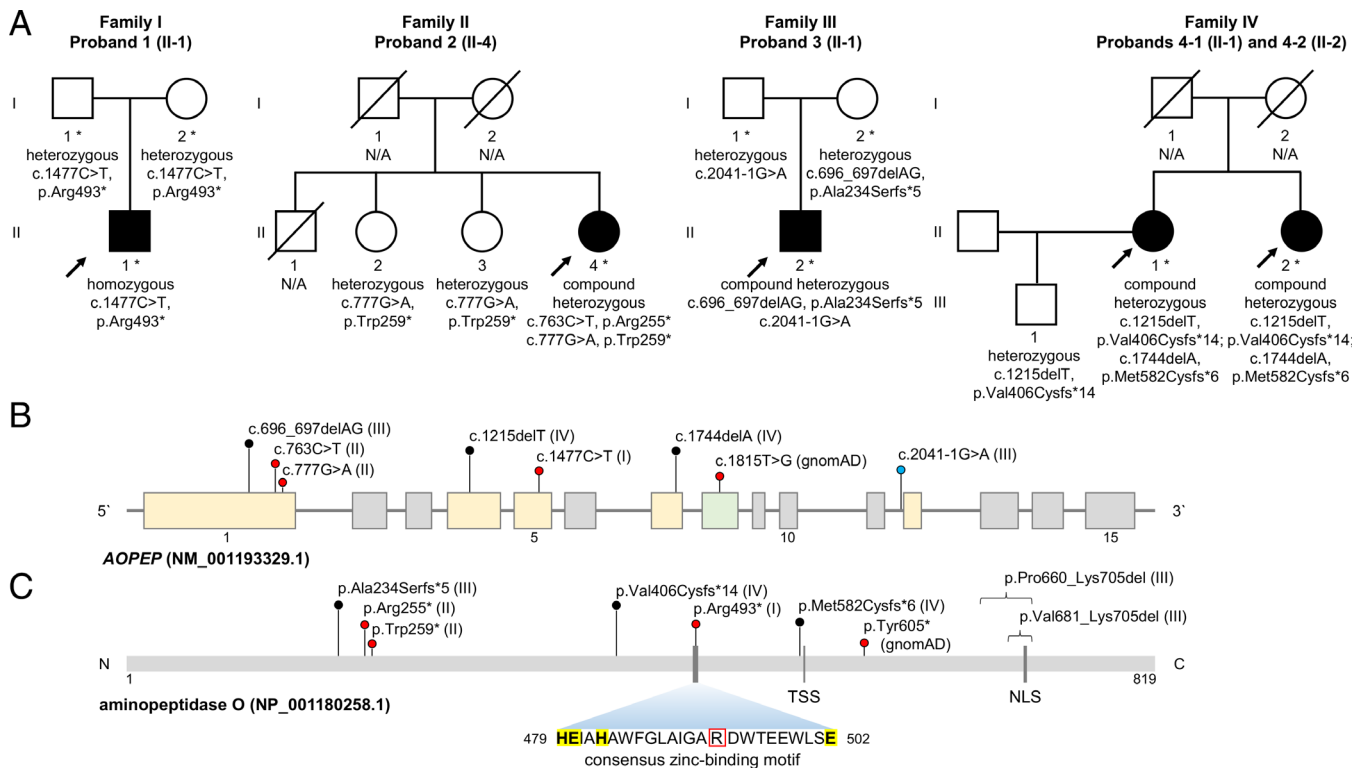 A
Family I
Proband 1 (II-1)
Family II
Proband 2 (II-4)
Family III
Proband 3 (II-1)
Family IV
Probands 4-1 (II-1) and 4-2 (II-2)
I
1 *
heterozygous
c.1477C>T,
p.Arg493*
2 *
heterozygous
c.1477C>T,
p.Arg493*
II
1 *
homozygous
c.1477C>T,
p.Arg493*
I
1
N/A
2
N/A
II
1
N/A
2
heterozygous
c.777G>A,
p.Trp259*
3
heterozygous
c.777G>A,
p.Trp259*
4 *
compound
heterozygous
c.763C>T, p.Arg255*
c.777G>A, p.Trp259*
I
1 *
heterozygous
c.2041-1G>A
2 *
heterozygous
c.696_697delAG,
p.Ala234Serfs*5
II
2 *
compound heterozygous
c.696_697delAG, p.Ala234Serfs*5
c.2041-1G>A
I
1
N/A
2
N/A
II
1 *
compound
heterozygous
c.1215delT,
p.Val406Cysfs*14;
c.1744delA,
p.Met582Cysfs*6
2 *
compound
heterozygous
c.1215delT,
p.Val406Cysfs*14;
c.1744delA,
p.Met582Cysfs*6
III
1
heterozygous
c.1215delT,
p.Val406Cysfs*14
B
c.696_697delAG (III)
c.763C>T (II)
c.777G>A (II)
c.1215delT (IV)
c.1477C>T (I)
c.1744delA (IV)
c.1815T>G (gnomAD)
c.2041-1G>A (III)
5`
3`
1
5
10
15
AOPEP (NM_001193329.1)
C
p.Ala234Serfs*5 (III)
p.Arg255* (II)
p.Trp259* (II)
p.Val406Cysfs*14 (IV)
p.Arg493* (I)
p.Met582Cysfs*6 (IV)
p.Tyr605*
(gnomAD)
p.Pro660_Lys705del (III)
p.Val681_Lys705del (III)
N
C
1
819
TSS
NLS
aminopeptidase O (NP_001180258.1)
479 HEIAHAWFGLAIGARDWTEEWLSE 502
consensus zinc-binding motif